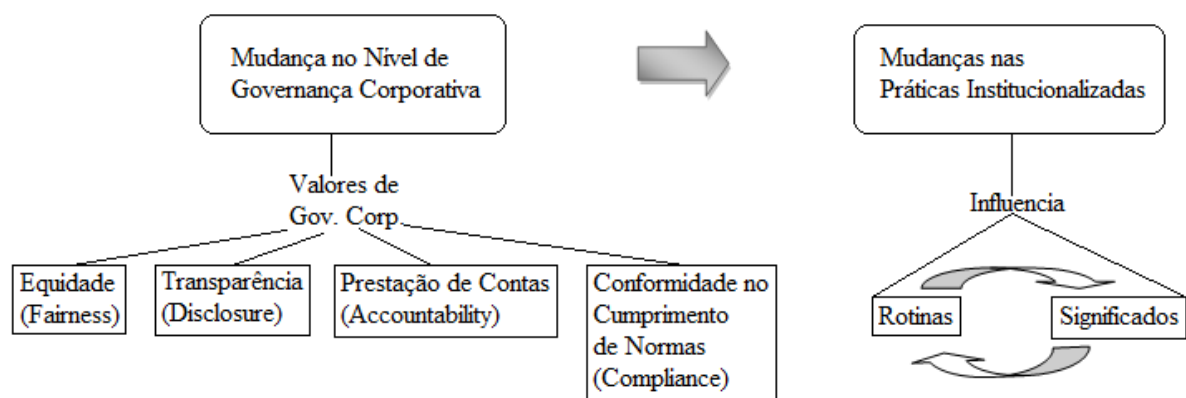 Mudança no Nível de
Governança Corporativa
Mudanças nas
Práticas Institucionalizadas
Valores de
Gov. Corp.
Influencia
Equidade
(Fairness)
Transparência
(Disclosure)
Prestação de Contas
(Accountability)
Conformidade no
Cumprimento
de Normas
(Compliance)
Rotinas
Significados